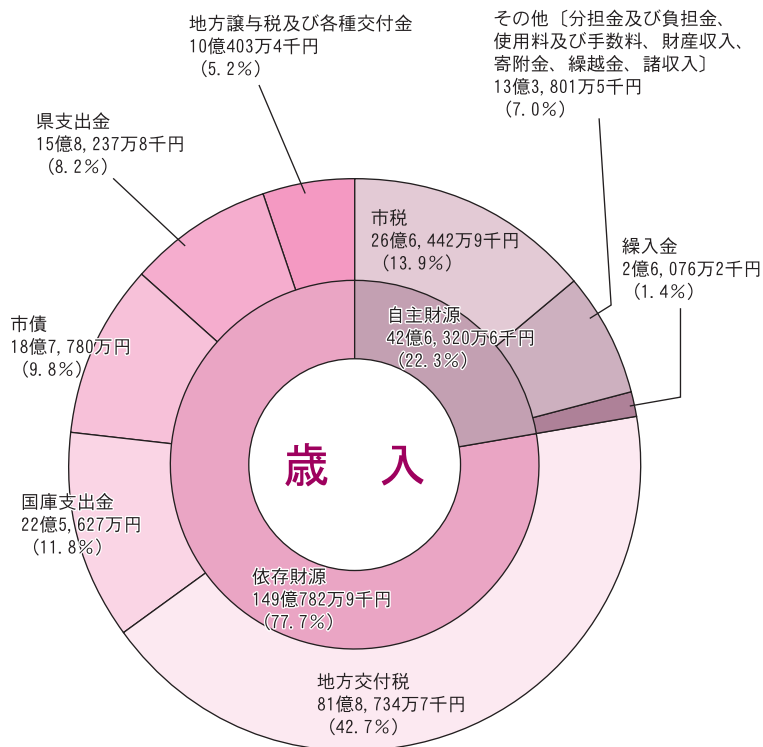 地方譲与税及び各種交付金
10億403万4千円
（5.2％）
その他〔分担金及び負担金、
使用料及び手数料、財産収入、
寄附金、繰越金、諸収入〕
13億3,801万5千円
（7.0％）
県支出金
15億8,237万8千円
（8.2％）
市税
26億6,442万9千円
（13.9％）
繰入金
2億6,076万2千円
（1.4％）
自主財源
42億6,320万6千円
（22.3％）
市債
18億7,780万円
（9.8％）
歳　入
国庫支出金
22億5,627万円
（11.8％）
依存財源
149億782万9千円
（77.7％）
地方交付税
81億8,734万7千円
（42.7％）